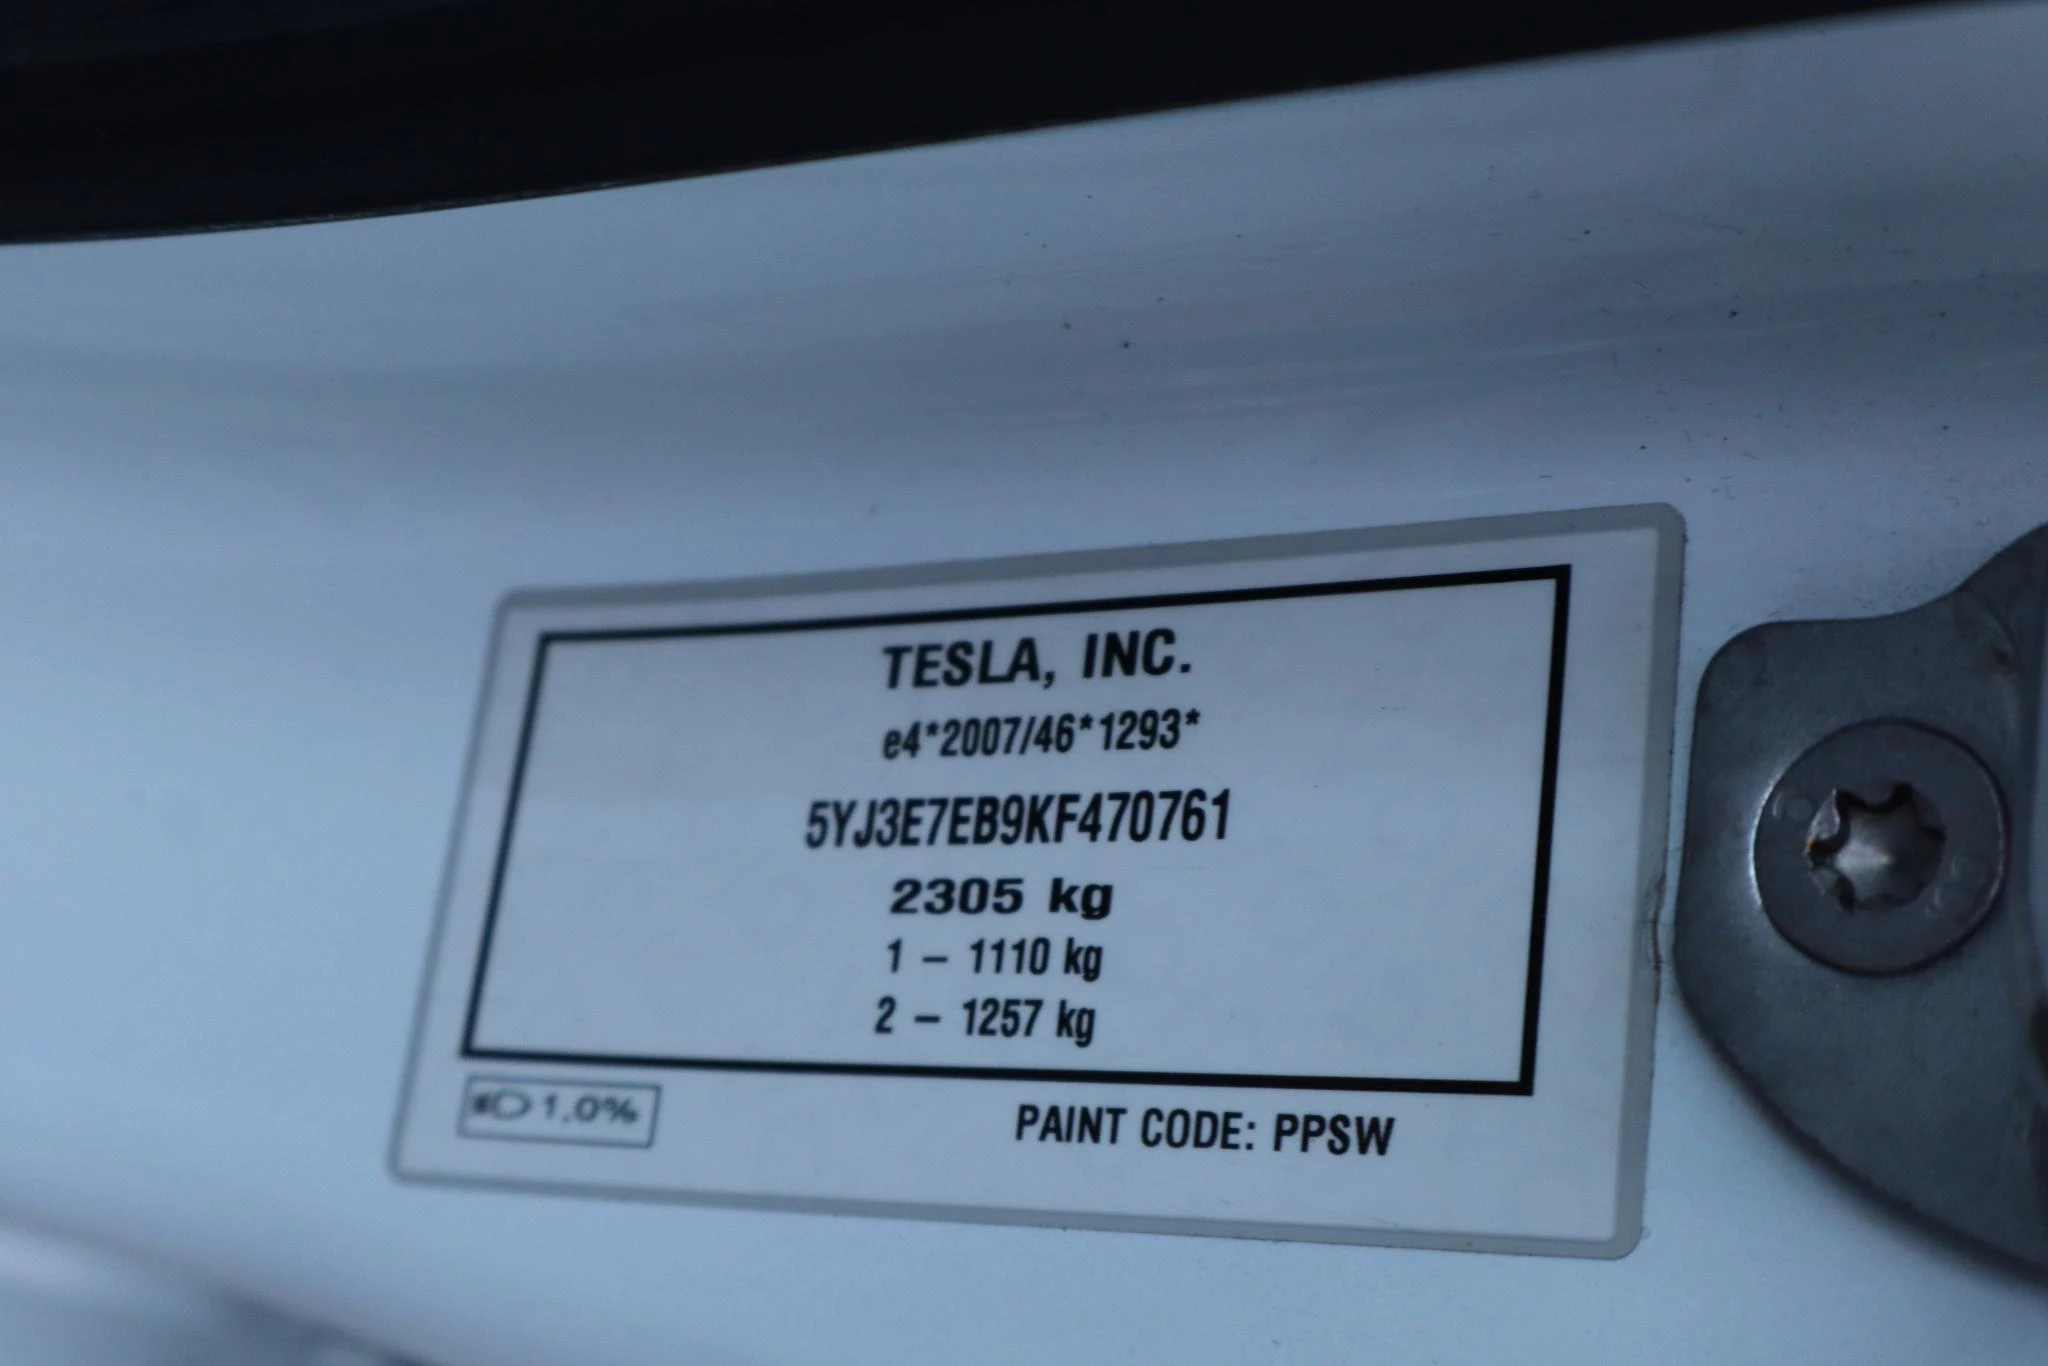 TESLA, INC.
e4*2007/46*1293*
5YJ3E7EB9KF470761
2305 kg
1 – 1110 kg
2 – 1257 kg
1,0%
PAINT CODE: PPSW